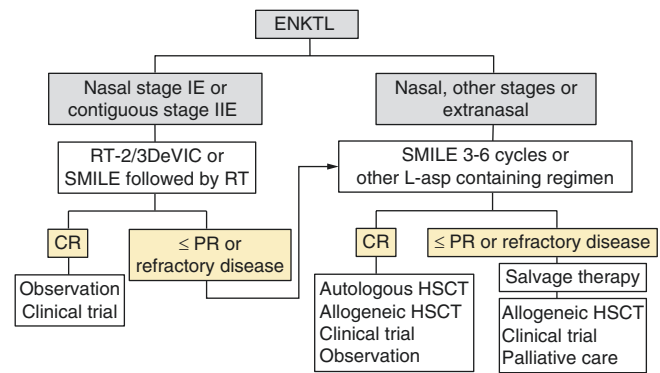 ENKTL
Nasal stage IE or
contiguous stage IIE
Nasal, other stages or
extranasal
RT-2/3DeVIC or
SMILE followed by RT
SMILE 3-6 cycles or
other L-asp containing regimen
CR
≤ PR or
refractory disease
CR
≤ PR or refractory disease
Observation
Clinical trial
Autologous HSCT
Allogeneic HSCT
Clinical trial
Observation
Salvage therapy
Allogeneic HSCT
Clinical trial
Palliative care